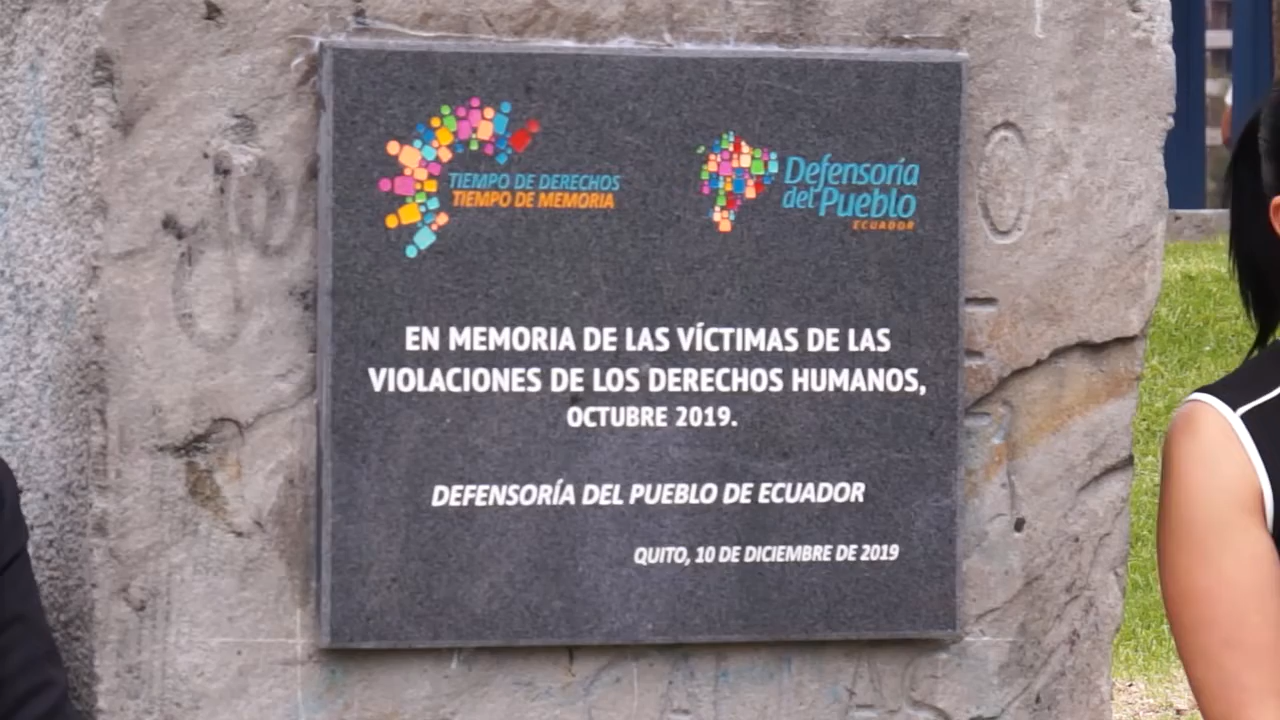 TIEMPO DE DERECHOS
TIEMPO DE MEMORIA
Defensoría
del Pueblo
ECUADOR
EN MEMORIA DE LAS VÍCTIMAS DE LAS
VIOLACIONES DE LOS DERECHOS HUMANOS,
OCTUBRE 2019.
DEFENSORÍA DEL PUEBLO DE ECUADOR
QUITO, 10 DE DICIEMBRE DE 2019